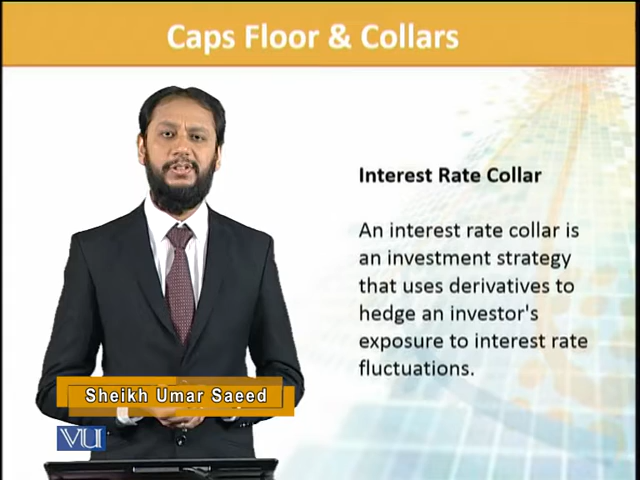 Caps Floor & Collars
Interest Rate Collar
An interest rate collar is
an investment strategy
that uses derivatives to
hedge an investor's
exposure to interest rate
fluctuations.
Sheikh Umar Saeed
VU